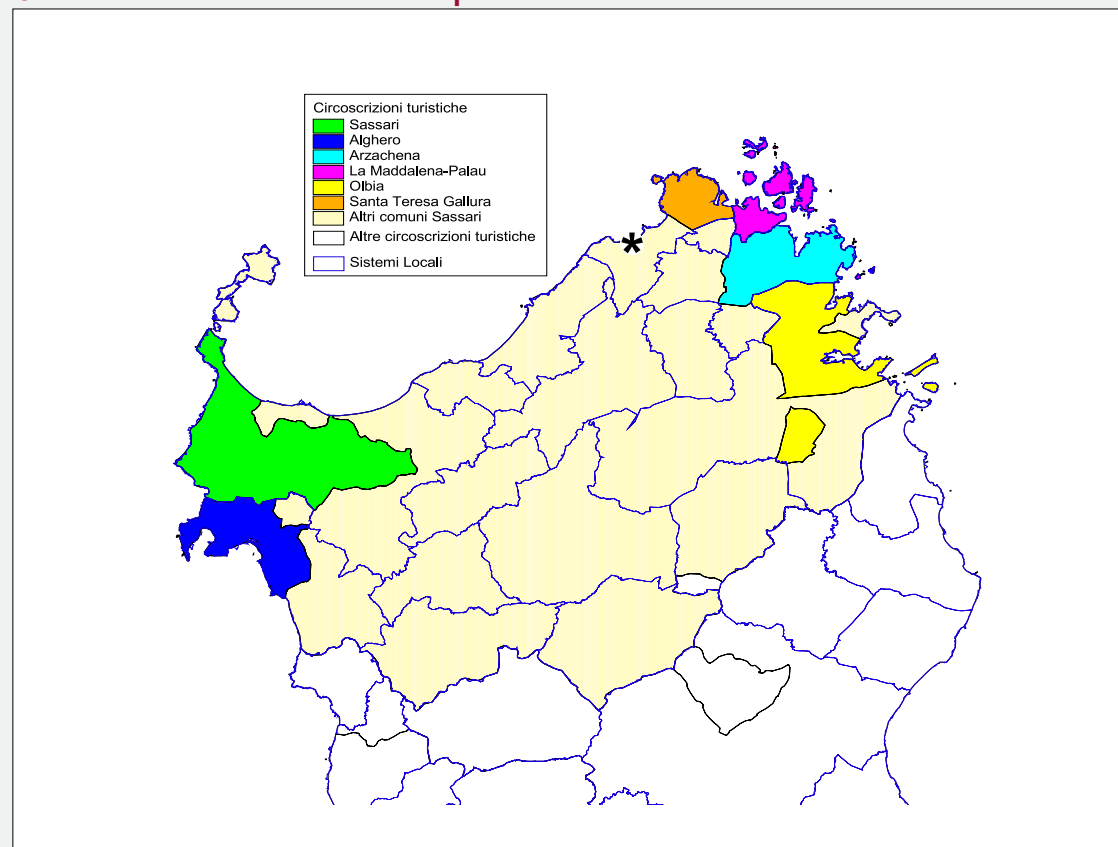 Circoscrizioni turistiche
Sassari
Alghero
Arzachena
La Maddalena-Palau
Olbia
Santa Teresa Gallura
Altri comuni Sassari
Altre circoscrizioni turistiche
Sistemi Locali
*